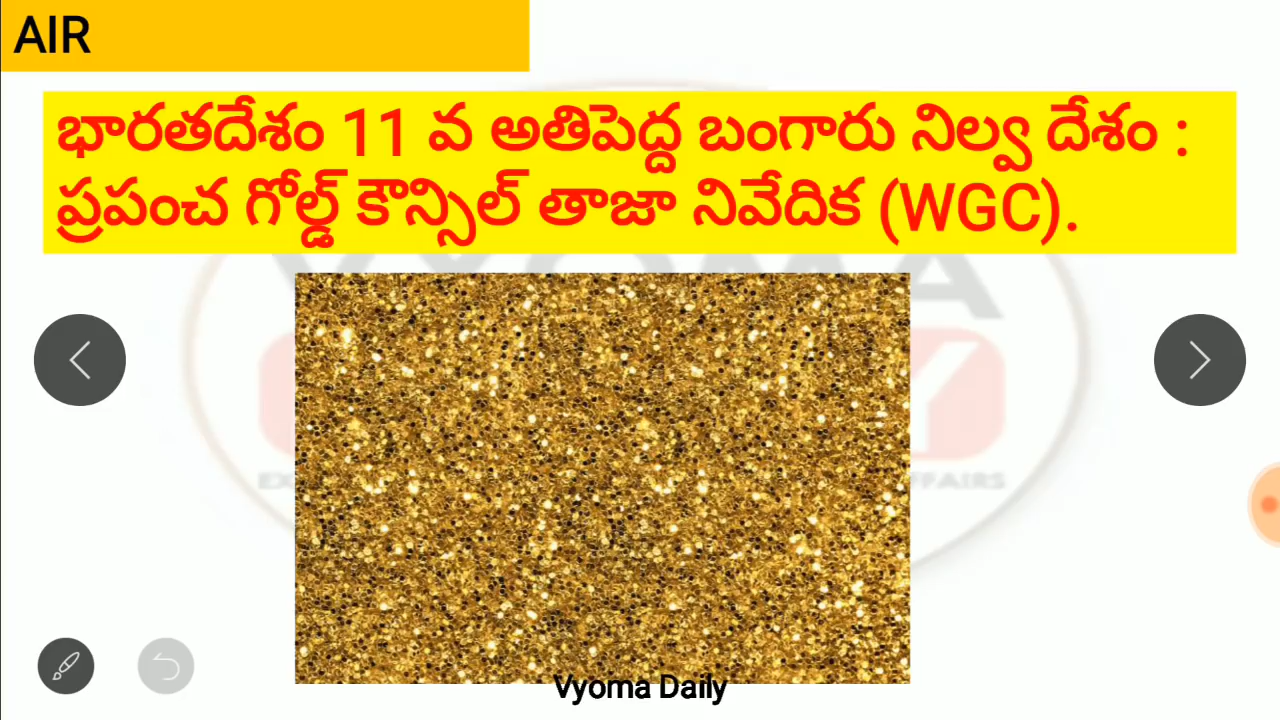 AIR
భారతదేశం 11 వ అతిపెద్ద బంగారు నిల్వ దేశం :
ప్రపంచ గోల్డ్ కౌన్సిల్ తాజా నివేదిక (WGC).
Vyoma Daily